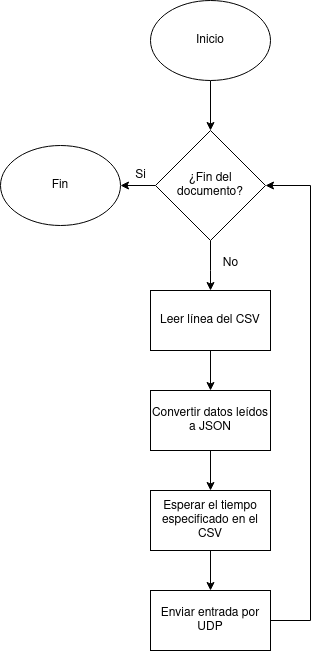 Inicio
¿Fin del
documento?
Si
Fin
No
Leer línea del CSV
Convertir datos leídos
a JSON
Esperar el tiempo
especificado en el
CSV
Enviar entrada por
UDP